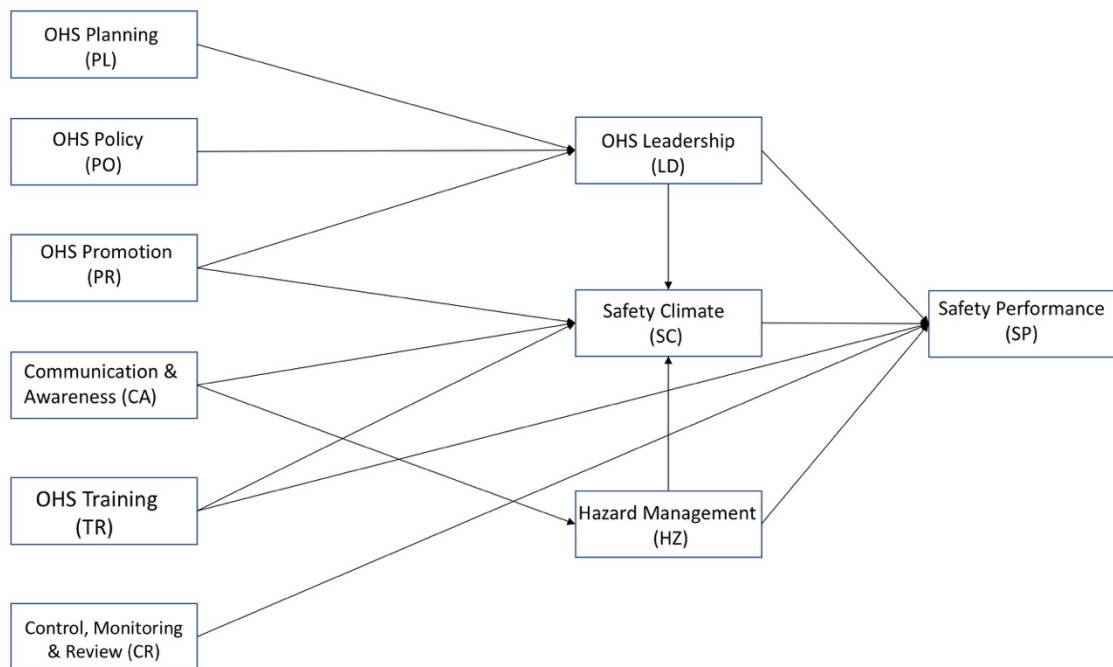 OHS Planning
(PL)
OHS Policy
(PO)
OHS Promotion
(PR)
Communication &
Awareness (CA)
OHS Training
(TR)
Control, Monitoring
& Review (CR)
OHS Leadership
(LD)
Safety Climate
(SC)
Hazard Management
(HZ)
Safety Performance
(SP)